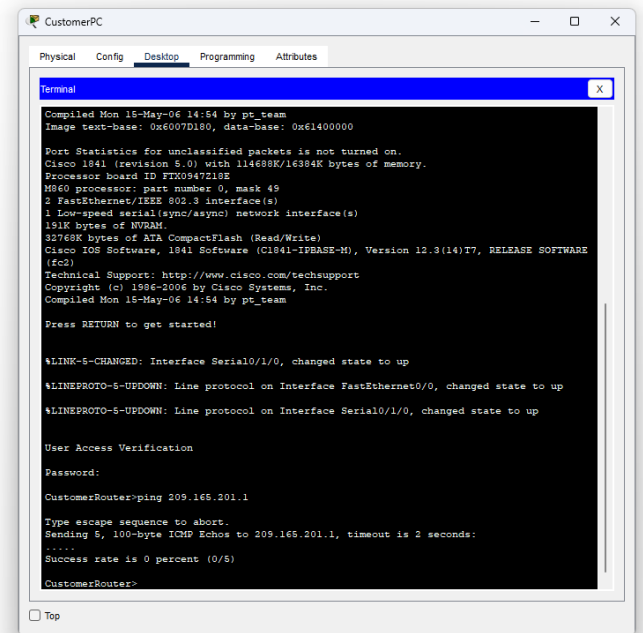 CustomerPC
Physical Config Desktop Programming Attributes
Terminal
X
Compiled Mon 15-May-06 14:54 by pt_team
Image text-base: 0x6007D180, data-base: 0x61400000
Port Statistics for unclassified packets is not turned on.
Cisco 1841 (revision 5.0) with 114688K/16384K bytes of memory.
Processor board ID FTX0947Z18E
M860 processor: part number 0, mask 49
2 FastEthernet/IEEE 802.3 interface(s)
1 Low-speed serial(sync/async) network interface(s)
191K bytes of NVRAM.
32768K bytes of ATA CompactFlash (Read/Write)
Cisco IOS Software, 1841 Software (C1841-IPBASE-M), Version 12.3(14)T7, RELEASE SOFTWARE
(fc2)
Technical Support: http://www.cisco.com/techsupport
Copyright (c) 1986-2006 by Cisco Systems, Inc.
Compiled Mon 15-May-06 14:54 by pt_team
Press RETURN to get started!
%LINK-5-CHANGED: Interface Serial0/1/0, changed state to up
%LINEPROTO-5-UPDOWN: Line protocol on Interface FastEthernet0/0, changed state to up
%LINEPROTO-5-UPDOWN: Line protocol on Interface Serial0/1/0, changed state to up
User Access Verification
Password:
CustomerRouter>ping 209.165.201.1
Type escape sequence to abort.
Sending 5, 100-byte ICMP Echos to 209.165.201.1, timeout is 2 seconds:
.....
Success rate is 0 percent (0/5)
CustomerRouter>
Top